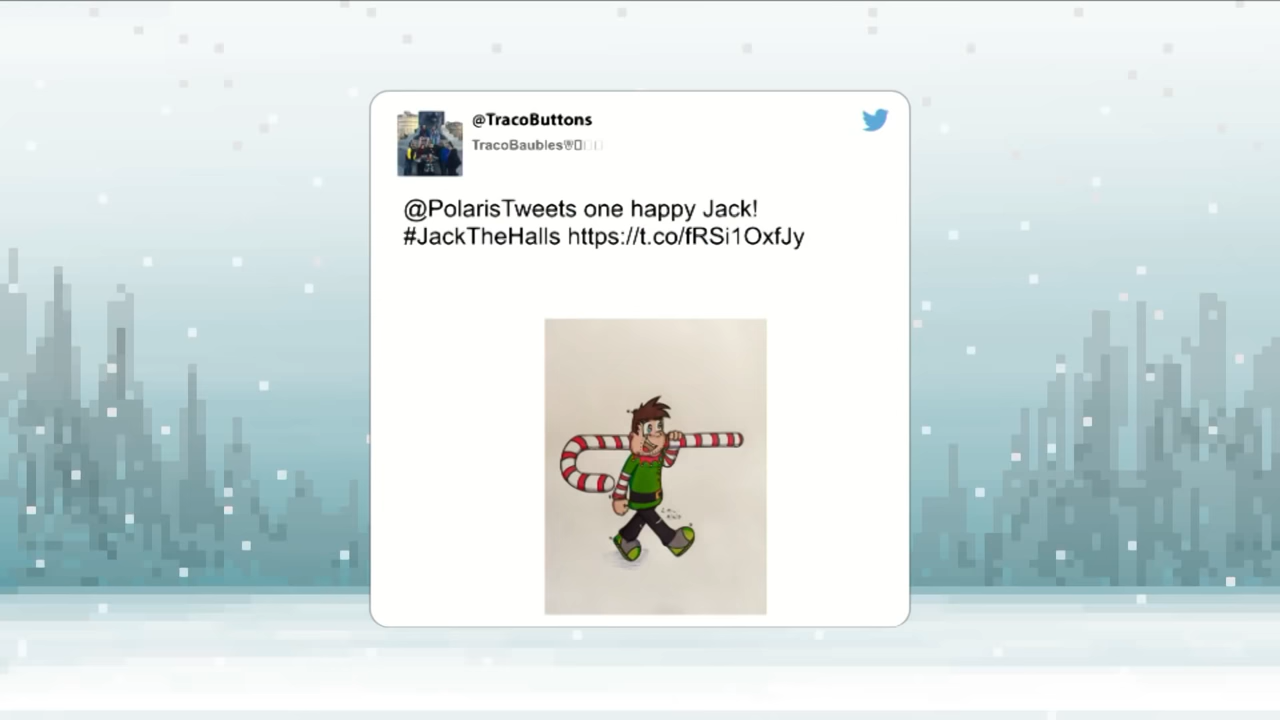 @TracoButtons
TracoBaubles
@PolarisTweets one happy Jack!
#JackTheHalls https://t.co/fRSi1OxfJy